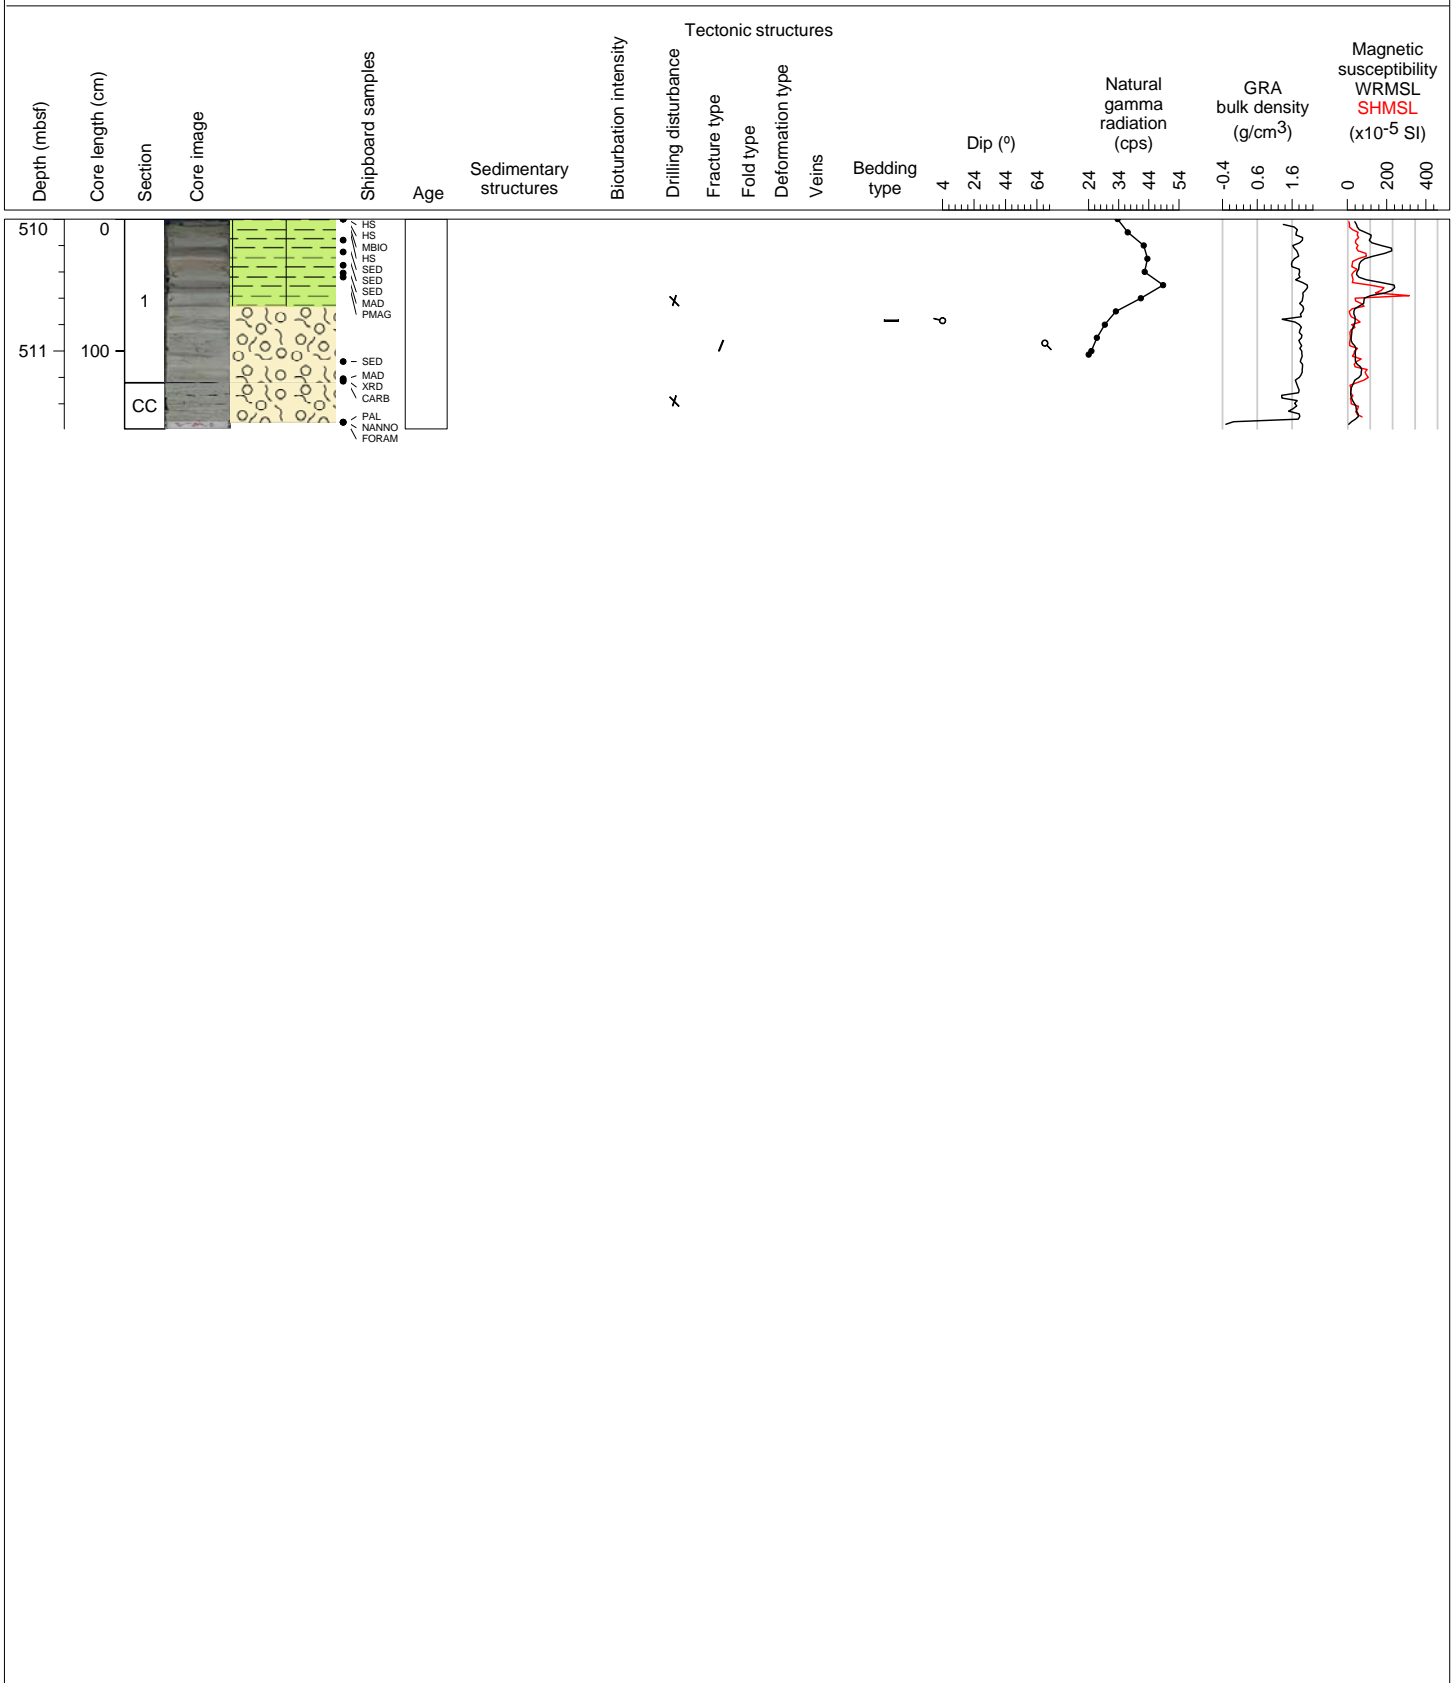 Tectonic structures
Depth (mbsf)
Core length (cm)
Section
Core image
Shipboard samples
Age
Sedimentary
structures
Bioturbation intensity
Drilling disturbance
Fracture type
Fold type
Deformation type
Veins
Bedding
type
Dip (º)
4 24 44 64
Natural
gamma
radiation
(cps)
24 34 44 54
GRA
bulk density
(g/cm3)
-0.4 0.6 1.6
Magnetic
susceptibility
WRMSL
SHMSL
(x10-5 SI)
0 200 400
510 0
HS
HS
MBIO
HS
SED
SED
SED
MAD
PMAG
1
511 100
SED
MAD
XRD
CARB
CC
PAL
NANNO
FORAM